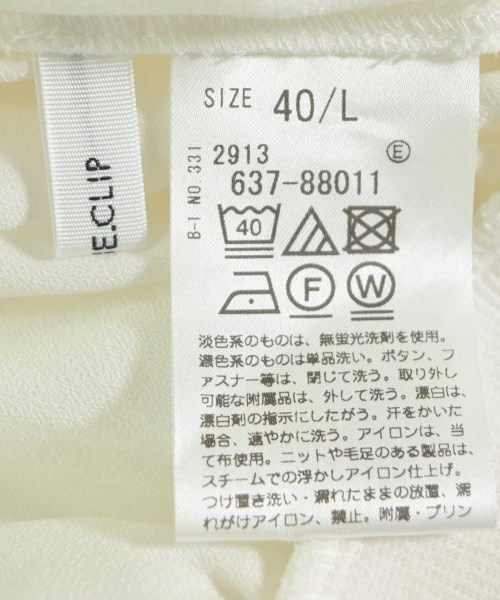 SIZE 40/L
B-I NO. 331
2913 E
637-88011
40
F W
淡色系のものは、無蛍光洗剤を使用。
濃色系のものは単品洗い。ボタン、フ
ァスナー等は、閉じて洗う。取り外し
可能な附属品は、外して洗う。漂白は、
漂白剤の指示にしたがう。汗をかいた
場合、速やかに洗う。アイロンは、当
て布使用。ニットや毛足のある製品は、
スチームでの浮かしアイロン仕上げ。
つけ置き洗い・濡れたままの放置、濡
れがけアイロン、禁止。附属・プリン
E.CLIP